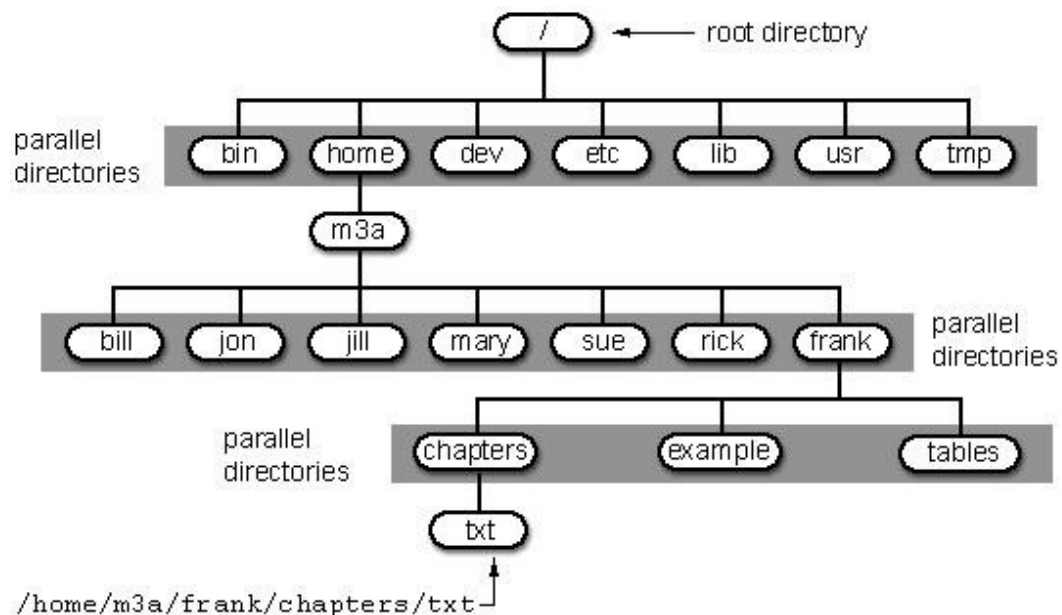 /
root directory
parallel
directories
bin home dev etc lib usr tmp
m3a
bill jon jill mary sue rick frank
parallel
directories
parallel
directories
chapters example tables
txt
/home/m3a/frank/chapters/txt